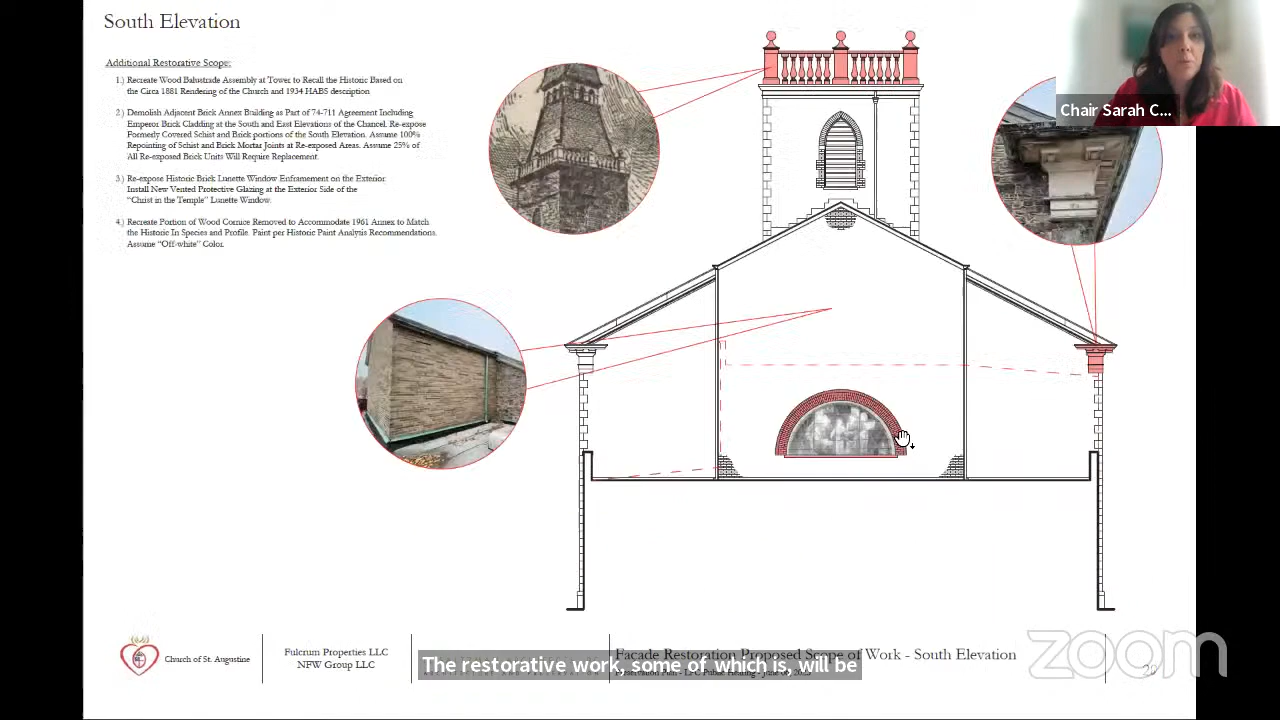 South Elevation
Additional Restorative Scope:
1.) Recreate Wood Balustrade Assembly at Tower to Recall the Historic Based on
the Circa 1881 Rendering of the Church and 1934 HABS description
2.) Demolish Adjacent Brick Annex Building as Part of 74-711 Agreement Including
Emperor Brick Cladding at the South and East Elevations of the Chancel. Re-expose
Formerly Covered Schist and Brick portions of the South Elevation. Assume 100%
Repointing of Schist and Brick Mortar Joints at Re-exposed Areas. Assume 25% of
All Re-exposed Brick Units Will Require Replacement.
3.) Re-expose Historic Brick Lunette Window Enframement on the Exterior.
Install New Vented Protective Glazing at the Exterior Side of the
“Christ in the Temple” Lunette Window.
4.) Recreate Portion of Wood Cornice Removed to Accommodate 1961 Annex to Match
the Historic In Species and Profile. Paint per Historic Paint Analysis Recommendations.
Assume “Off-white” Color.
Chair Sarah C...
Church of St. Augustine
Fulcrum Properties LLC
NFW Group LLC
Facade Restoration Proposed Scope of Work - South Elevation
The restorative work, some of which is, will be
zoom